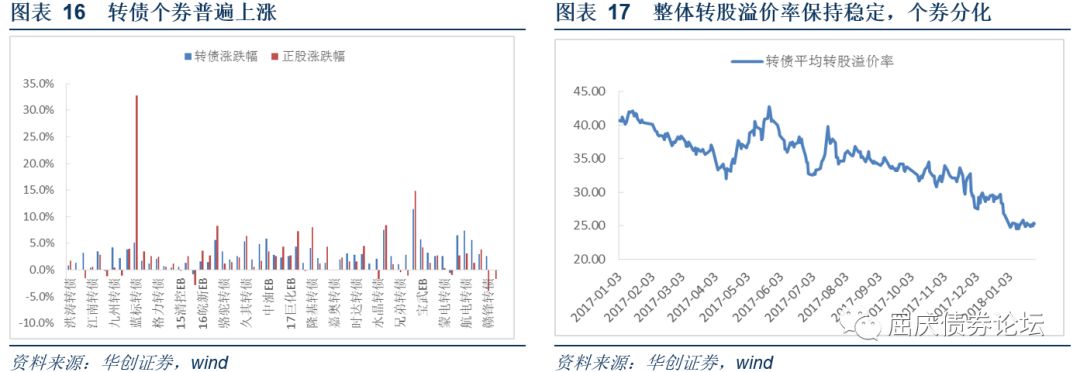 图表 16 转债个券普遍上涨
转债涨跌幅 正股涨跌幅
35.0%
30.0%
25.0%
20.0%
15.0%
10.0%
5.0%
0.0%
-5.0%
-10.0%
洪涛转债
江南转债
九州转债
蓝标转债
格力转债
15清控EB
16皖新EB
骆驼转债
久其转债
中油EB
17巨化EB
隆基转债
嘉奥转债
时达转债
水晶转债
兄弟转债
宝武EB
蒙电转债
航电转债
赣锋转债
资料来源：华创证券，wind
图表 17 整体转股溢价率保持稳定，个券分化
转债平均转股溢价率
45.00
40.00
35.00
30.00
25.00
20.00
2017-01-03
2017-02-03
2017-03-03
2017-04-03
2017-05-03
2017-06-03
2017-07-03
2017-08-03
2017-09-03
2017-10-03
2017-11-03
2017-12-03
2018-01-03
屈庆债券论坛
资料来源：华创证券，wind